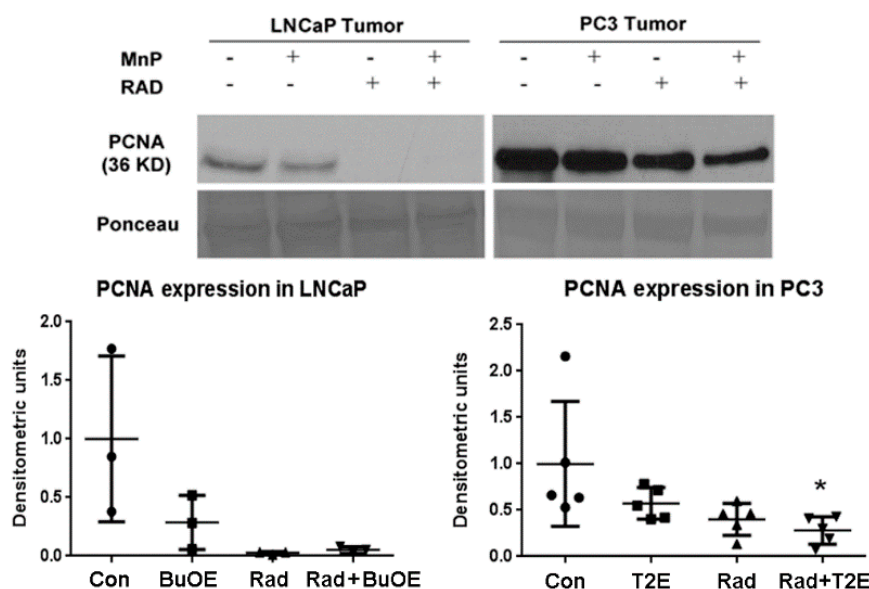 LNCaP Tumor PC3 Tumor
MnP - + - + - + - +
RAD - - + + - - + +
PCNA
(36 KD)
Ponceau
PCNA expression in LNCaP
Densitometric units
2.0
1.5
1.0
0.5
0.0
Con BuOE Rad Rad+BuOE
PCNA expression in PC3
Densitometric units
2.5
2.0
1.5
1.0
0.5
0.0
*
Con T2E Rad Rad+T2E